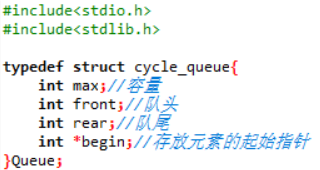 #include<stdio.h>
#include<stdlib.h>
typedef struct cycle_queue{
int max;//容量
int front;//队头
int rear;//队尾
int *begin;//存放元素的起始指针
}Queue;